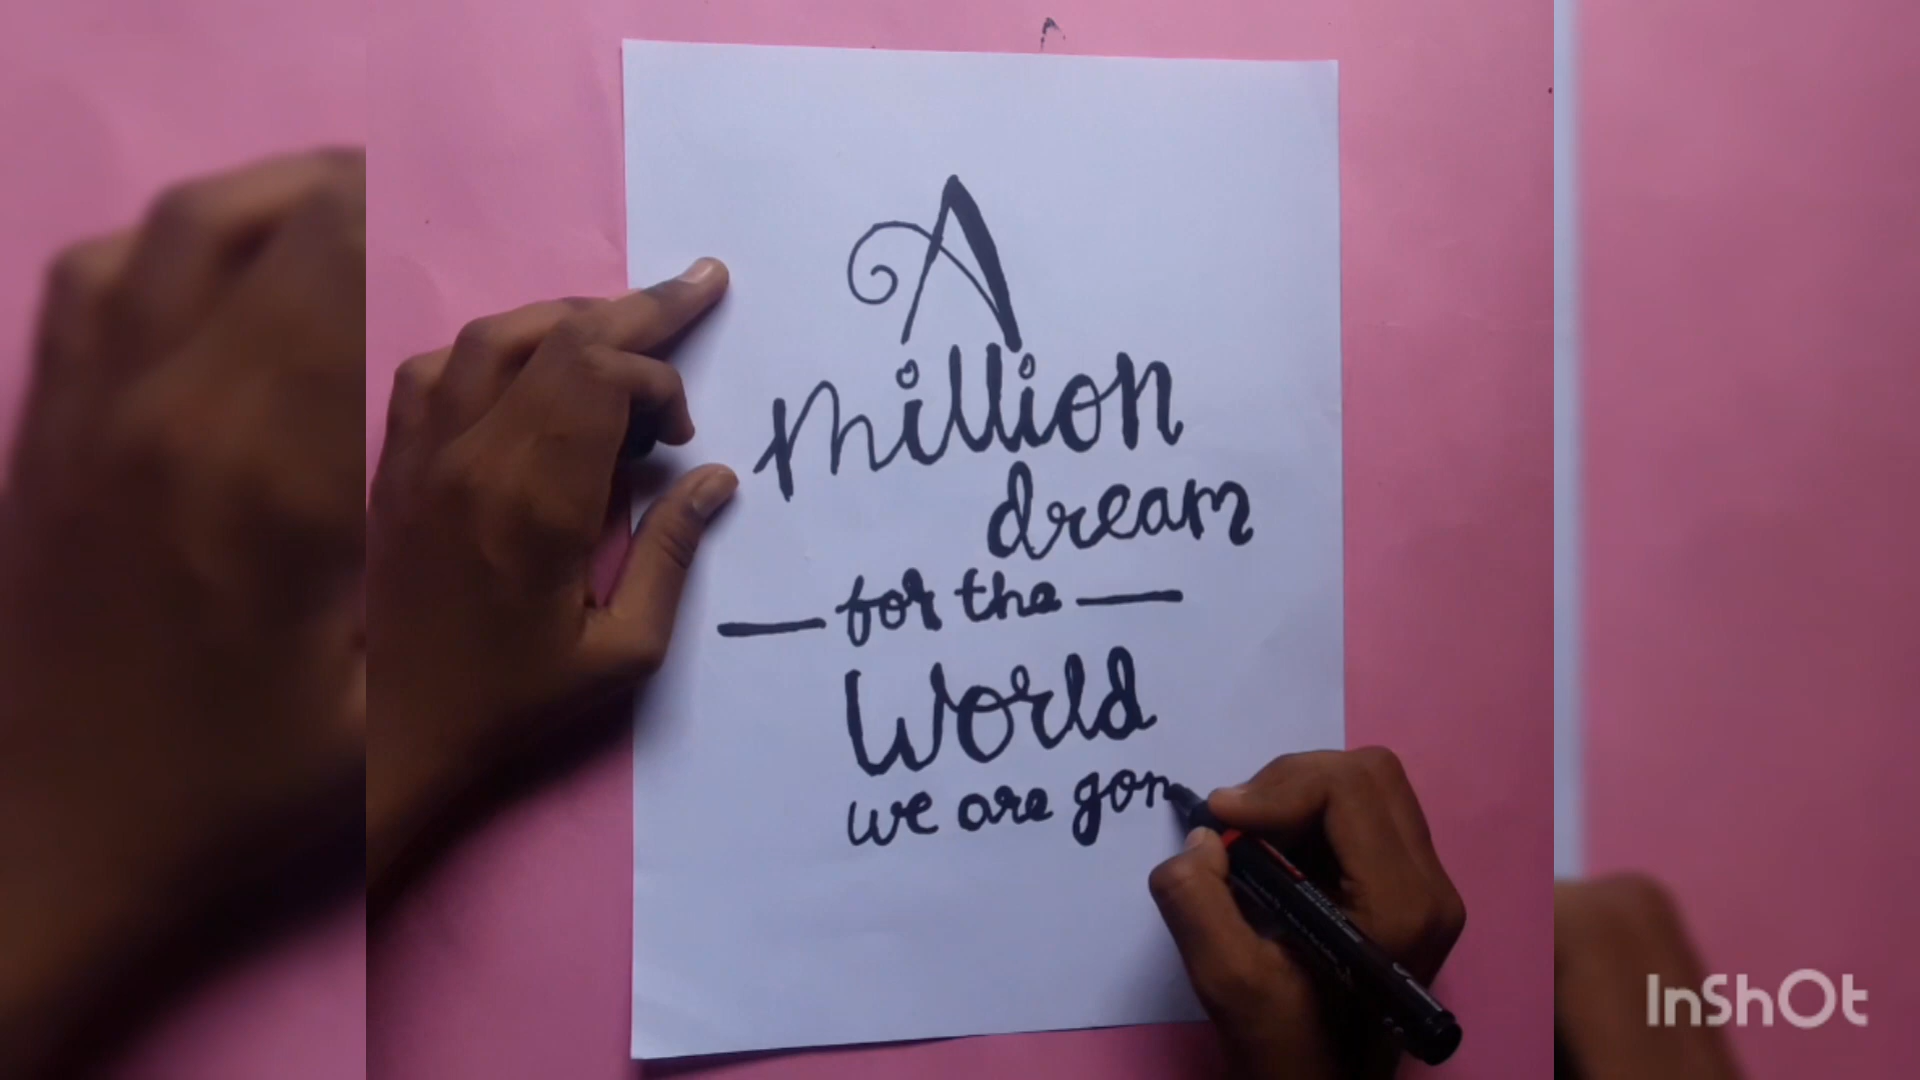 A
million
dream
for the
World
we are gon
InShOt